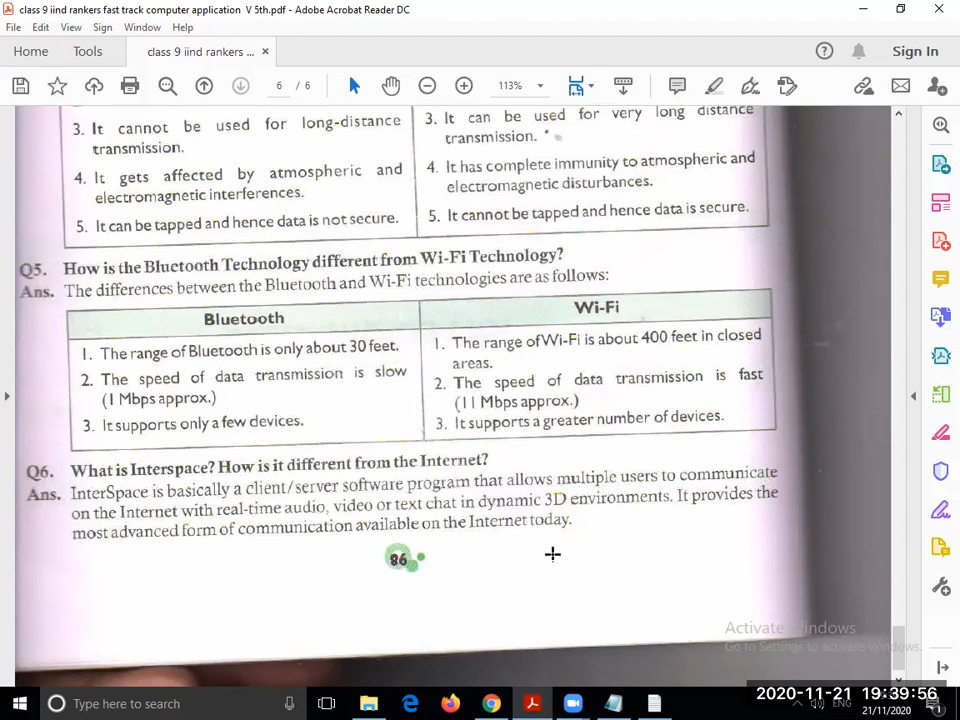 class 9 iind rankers fast track computer application V 5th.pdf - Adobe Acrobat Reader DC
File Edit View Sign Window Help
Home Tools class 9 iind rankers ... × Sign In
6 / 6 113%
3. It cannot be used for long-distance
transmission.
4. It gets affected by atmospheric and
electromagnetic interferences.
5. It can be tapped and hence data is not secure.
3. It can be used for very long distance
transmission.
4. It has complete immunity to atmospheric and
electromagnetic disturbances.
5. It cannot be tapped and hence data is secure.
Q5. How is the Bluetooth Technology different from Wi-Fi Technology?
Ans. The differences between the Bluetooth and Wi-Fi technologies are as follows:
Bluetooth
1. The range of Bluetooth is only about 30 feet.
2. The speed of data transmission is slow
(1 Mbps approx.)
3. It supports only a few devices.
Wi-Fi
1. The range of Wi-Fi is about 400 feet in closed
areas.
2. The speed of data transmission is fast
(11 Mbps approx.)
3. It supports a greater number of devices.
Q6. What is Interspace? How is it different from the Internet?
Ans. InterSpace is basically a client/server software program that allows multiple users to communicate
on the Internet with real-time audio, video or text chat in dynamic 3D environments. It provides the
most advanced form of communication available on the Internet today.
86
Activate Windows
Go to Settings to activate Windows.
Type here to search
ENG
2020-11-21 19:39:56
21/11/2020